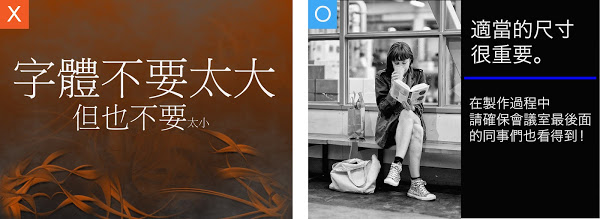 X
字體不要太大
但也不要太小
O
適當的尺寸
很重要。
在製作過程中
請確保會議室最後面
的同事們也看得到!